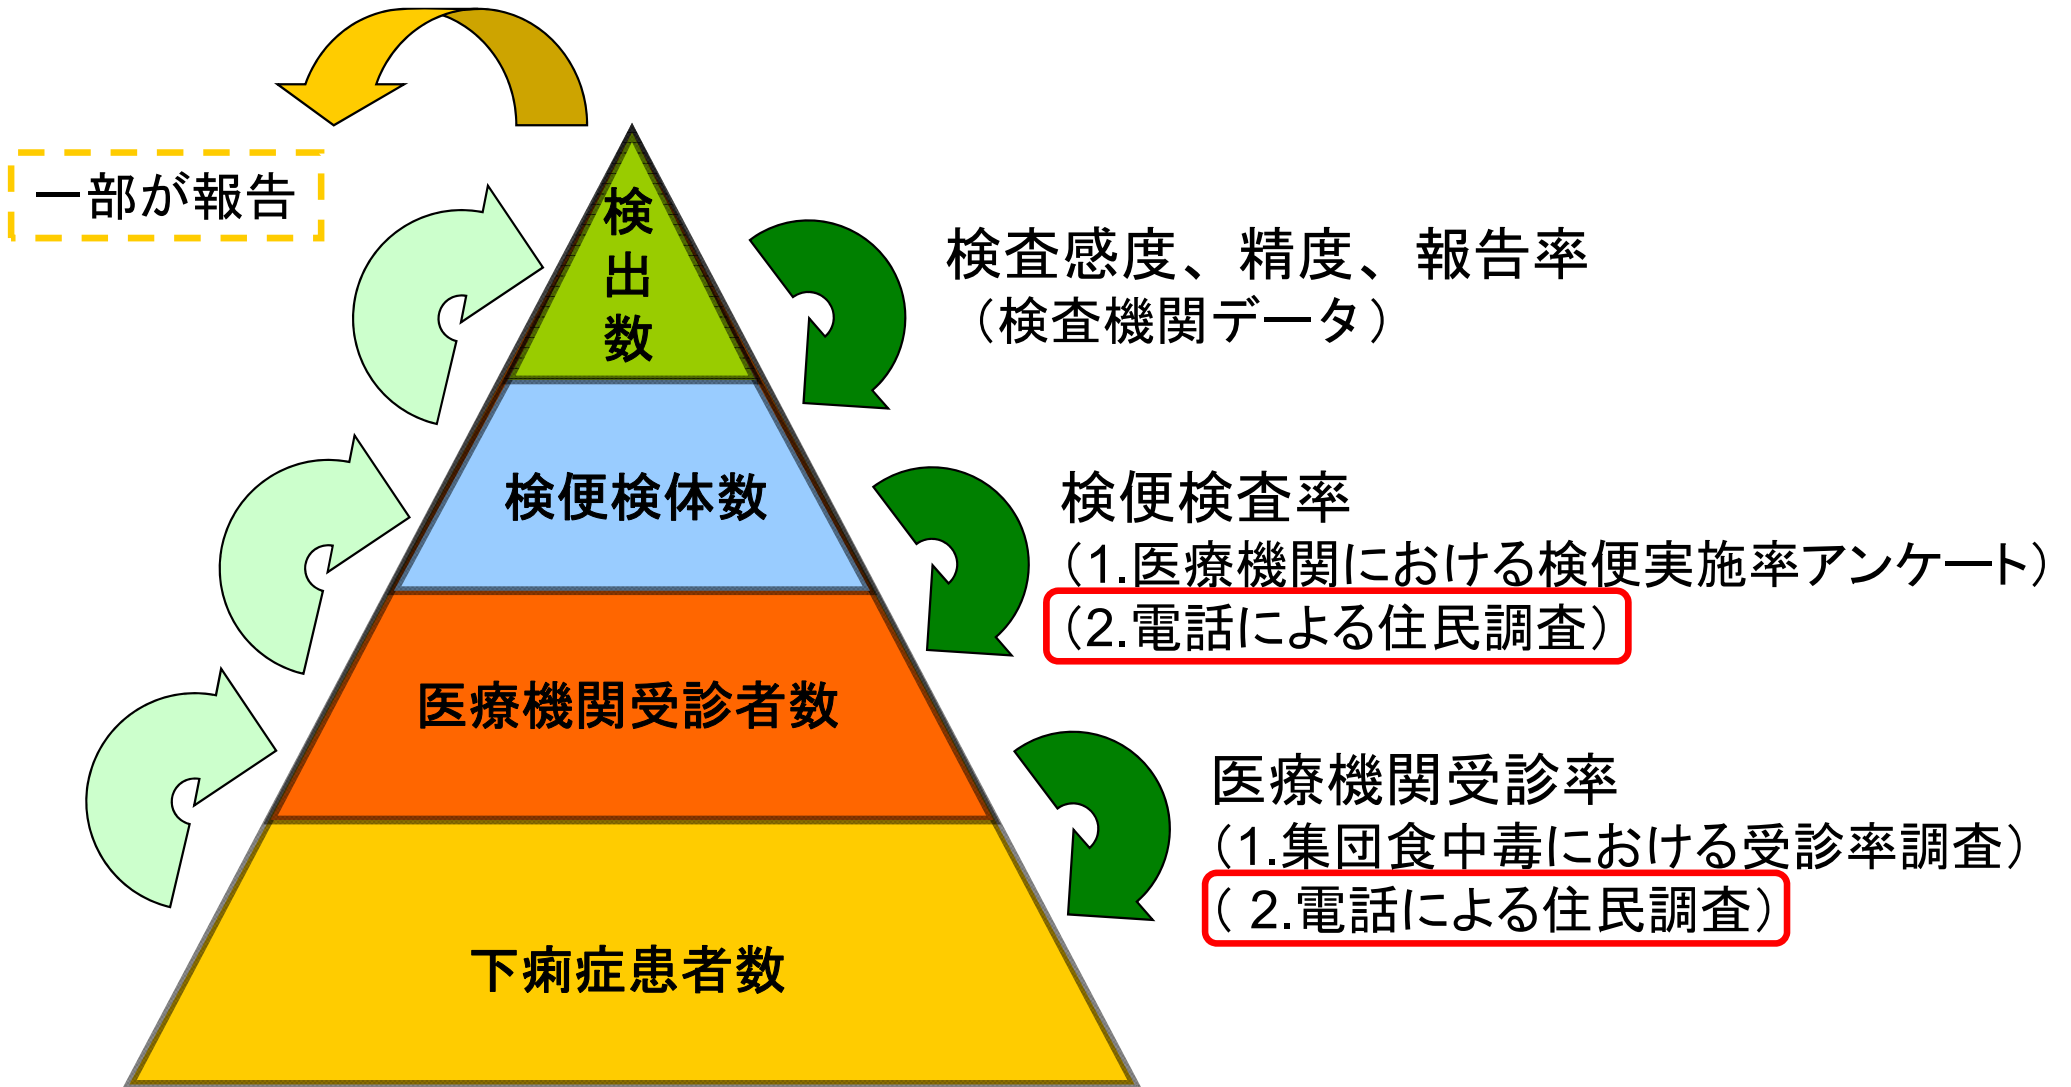 一部が報告
検出数
検査感度、精度、報告率
（検査機関データ）
検便検体数
検便検査率
（1.医療機関における検便実施率アンケート）
（2.電話による住民調査）
医療機関受診者数
医療機関受診率
（1.集団食中毒における受診率調査）
（ 2.電話による住民調査）
下痢症患者数